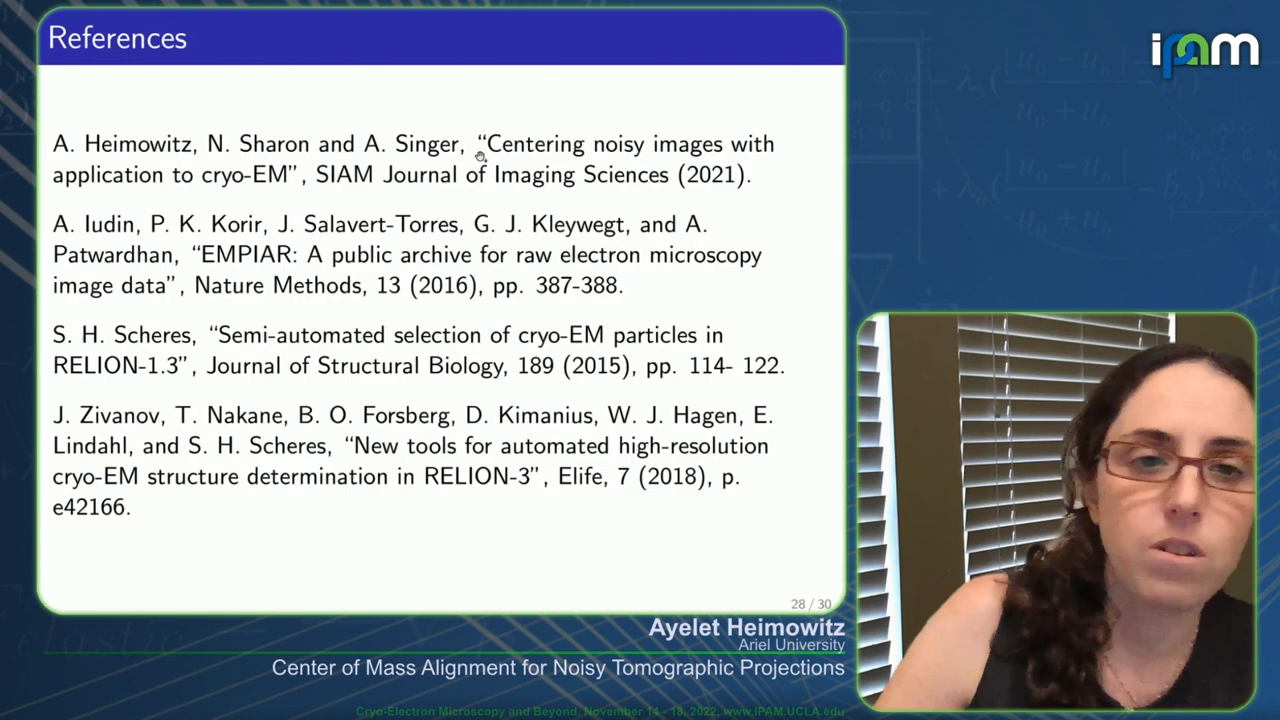 References
ipam
A. Heimowitz, N. Sharon and A. Singer, “Centering noisy images with
application to cryo-EM”, SIAM Journal of Imaging Sciences (2021).
A. Iudin, P. K. Korir, J. Salavert-Torres, G. J. Kleywegt, and A.
Patwardhan, “EMPIAR: A public archive for raw electron microscopy
image data”, Nature Methods, 13 (2016), pp. 387-388.
S. H. Scheres, “Semi-automated selection of cryo-EM particles in
RELION-1.3”, Journal of Structural Biology, 189 (2015), pp. 114- 122.
J. Zivanov, T. Nakane, B. O. Forsberg, D. Kimanius, W. J. Hagen, E.
Lindahl, and S. H. Scheres, “New tools for automated high-resolution
cryo-EM structure determination in RELION-3”, Elife, 7 (2018), p.
e42166.
28 / 30
Ayelet Heimowitz
Ariel University
Center of Mass Alignment for Noisy Tomographic Projections
Cryo-Electron Microscopy and Beyond, November 14 - 18, 2022, www.IPAM.UCLA.edu